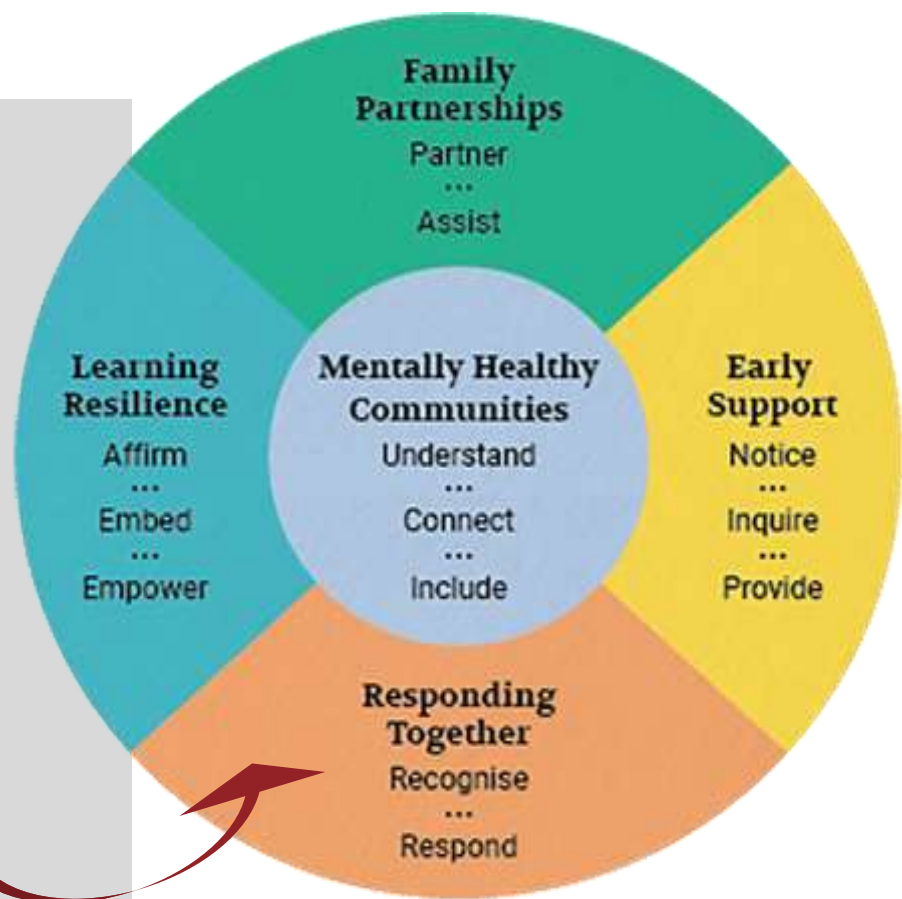 Family
Partnerships
Partner
...
Assist
Learning
Resilience
Affirm
...
Embed
...
Empower
Mentally Healthy
Communities
Understand
...
Connect
...
Include
Early
Support
Notice
...
Inquire
...
Provide
Responding
Together
Recognise
...
Respond